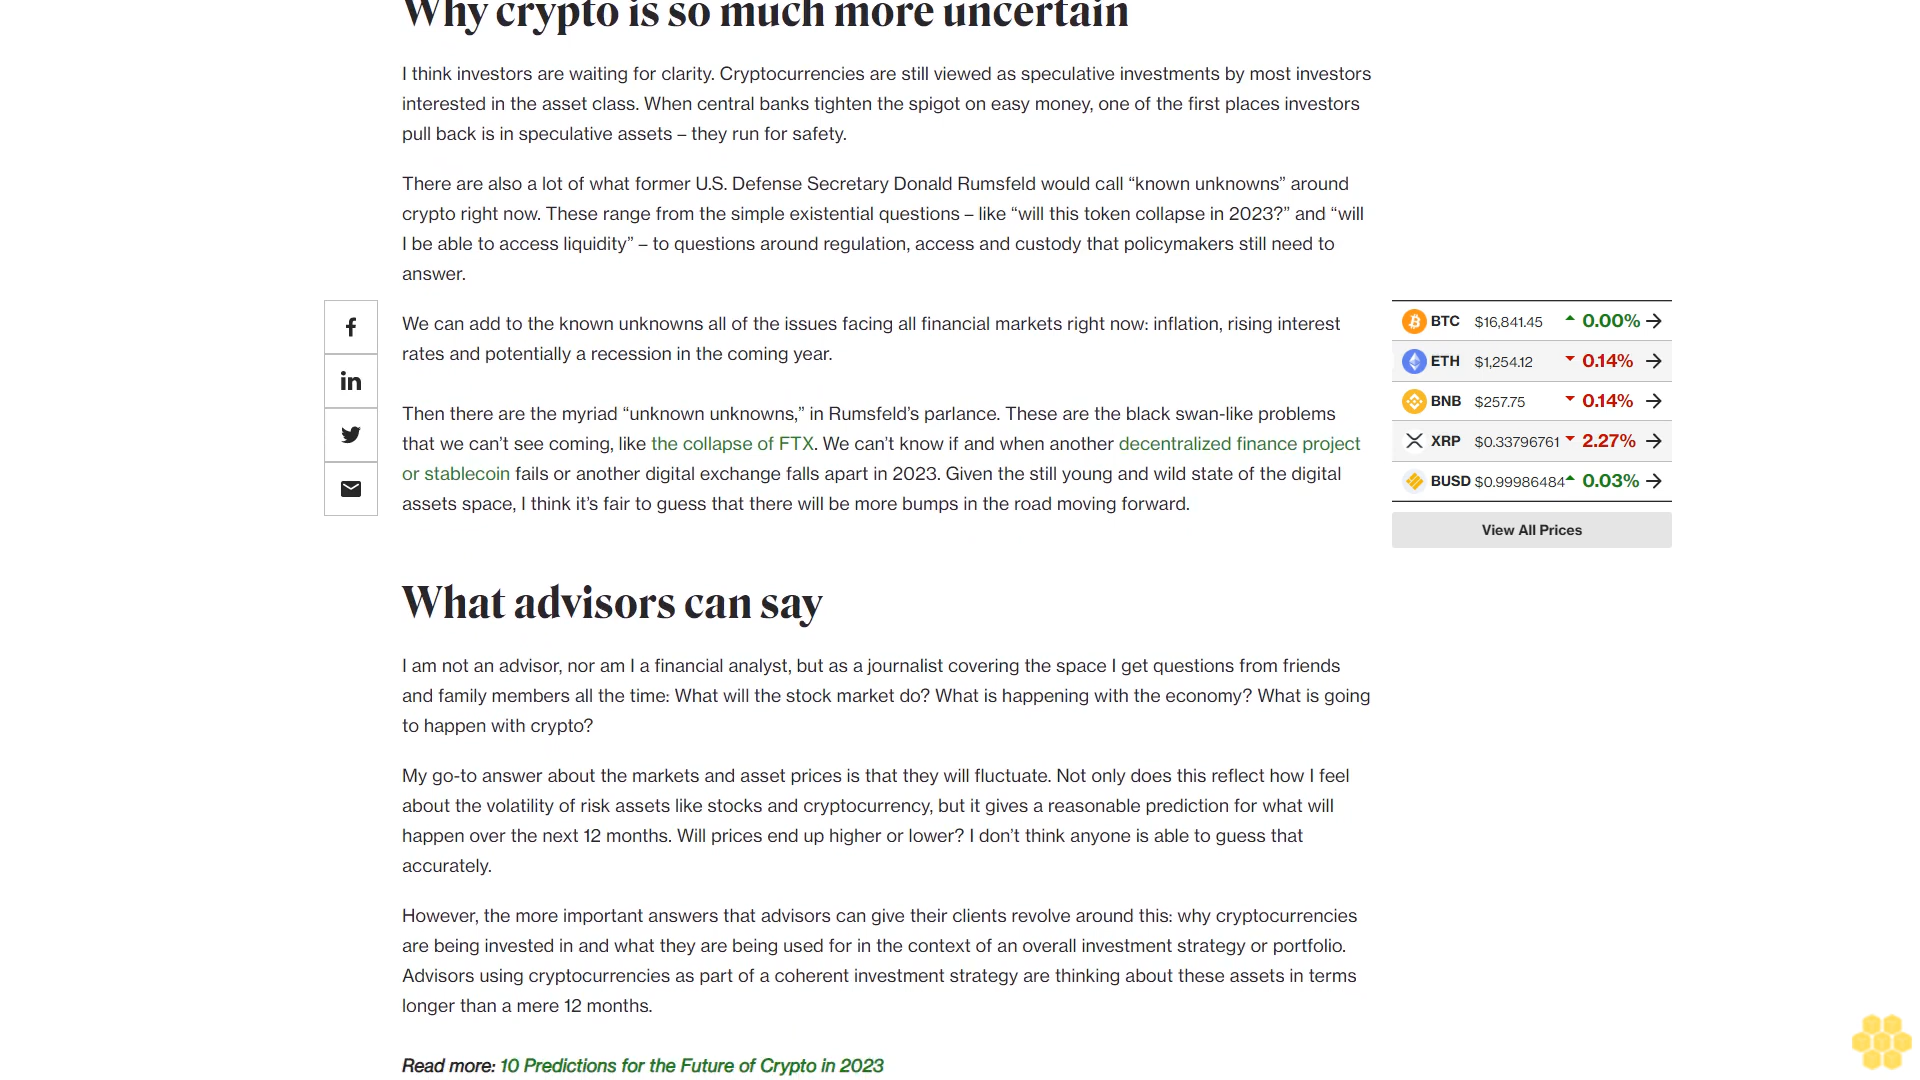 Why crypto is so much more uncertain
I think investors are waiting for clarity. Cryptocurrencies are still viewed as speculative investments by most investors
interested in the asset class. When central banks tighten the spigot on easy money, one of the first places investors
pull back is in speculative assets – they run for safety.
There are also a lot of what former U.S. Defense Secretary Donald Rumsfeld would call “known unknowns” around
crypto right now. These range from the simple existential questions – like “will this token collapse in 2023?” and “will
I be able to access liquidity” – to questions around regulation, access and custody that policymakers still need to
answer.
We can add to the known unknowns all of the issues facing all financial markets right now: inflation, rising interest
rates and potentially a recession in the coming year.
Then there are the myriad “unknown unknowns,” in Rumsfeld’s parlance. These are the black swan-like problems
that we can’t see coming, like the collapse of FTX. We can’t know if and when another decentralized finance project
or stablecoin fails or another digital exchange falls apart in 2023. Given the still young and wild state of the digital
assets space, I think it’s fair to guess that there will be more bumps in the road moving forward.
What advisors can say
I am not an advisor, nor am I a financial analyst, but as a journalist covering the space I get questions from friends
and family members all the time: What will the stock market do? What is happening with the economy? What is going
to happen with crypto?
My go-to answer about the markets and asset prices is that they will fluctuate. Not only does this reflect how I feel
about the volatility of risk assets like stocks and cryptocurrency, but it gives a reasonable prediction for what will
happen over the next 12 months. Will prices end up higher or lower? I don’t think anyone is able to guess that
accurately.
However, the more important answers that advisors can give their clients revolve around this: why cryptocurrencies
are being invested in and what they are being used for in the context of an overall investment strategy or portfolio.
Advisors using cryptocurrencies as part of a coherent investment strategy are thinking about these assets in terms
longer than a mere 12 months.
Read more: 10 Predictions for the Future of Crypto in 2023
BTC $16,841.45 0.00%
ETH $1,254.12 0.14%
BNB $257.75 0.14%
XRP $0.33796761 2.27%
BUSD $0.99986484 0.03%
View All Prices